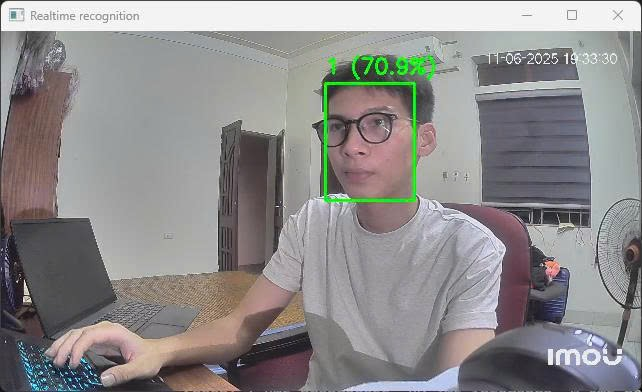 Realtime recognition
1 (70.9%)
11-06-2025 19:33:30
imou